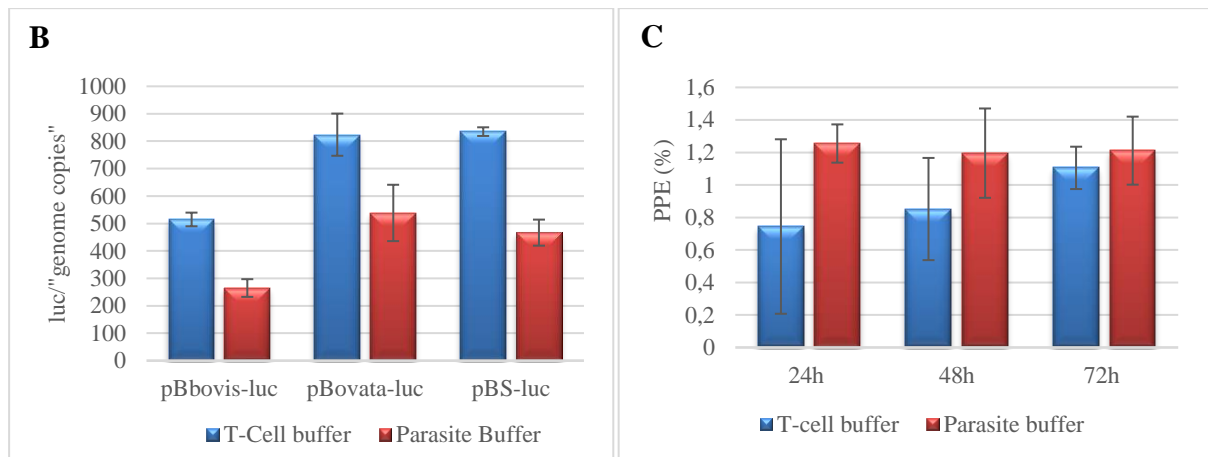 B
luc/"genome copies"
1000
900
800
700
600
500
400
300
200
100
0
pBbovis-luc pBovata-luc pBS-luc
T-Cell buffer Parasite Buffer
C
PPE (%)
1,6
1,4
1,2
1
0,8
0,6
0,4
0,2
0
24h 48h 72h
T-cell buffer Parasite buffer